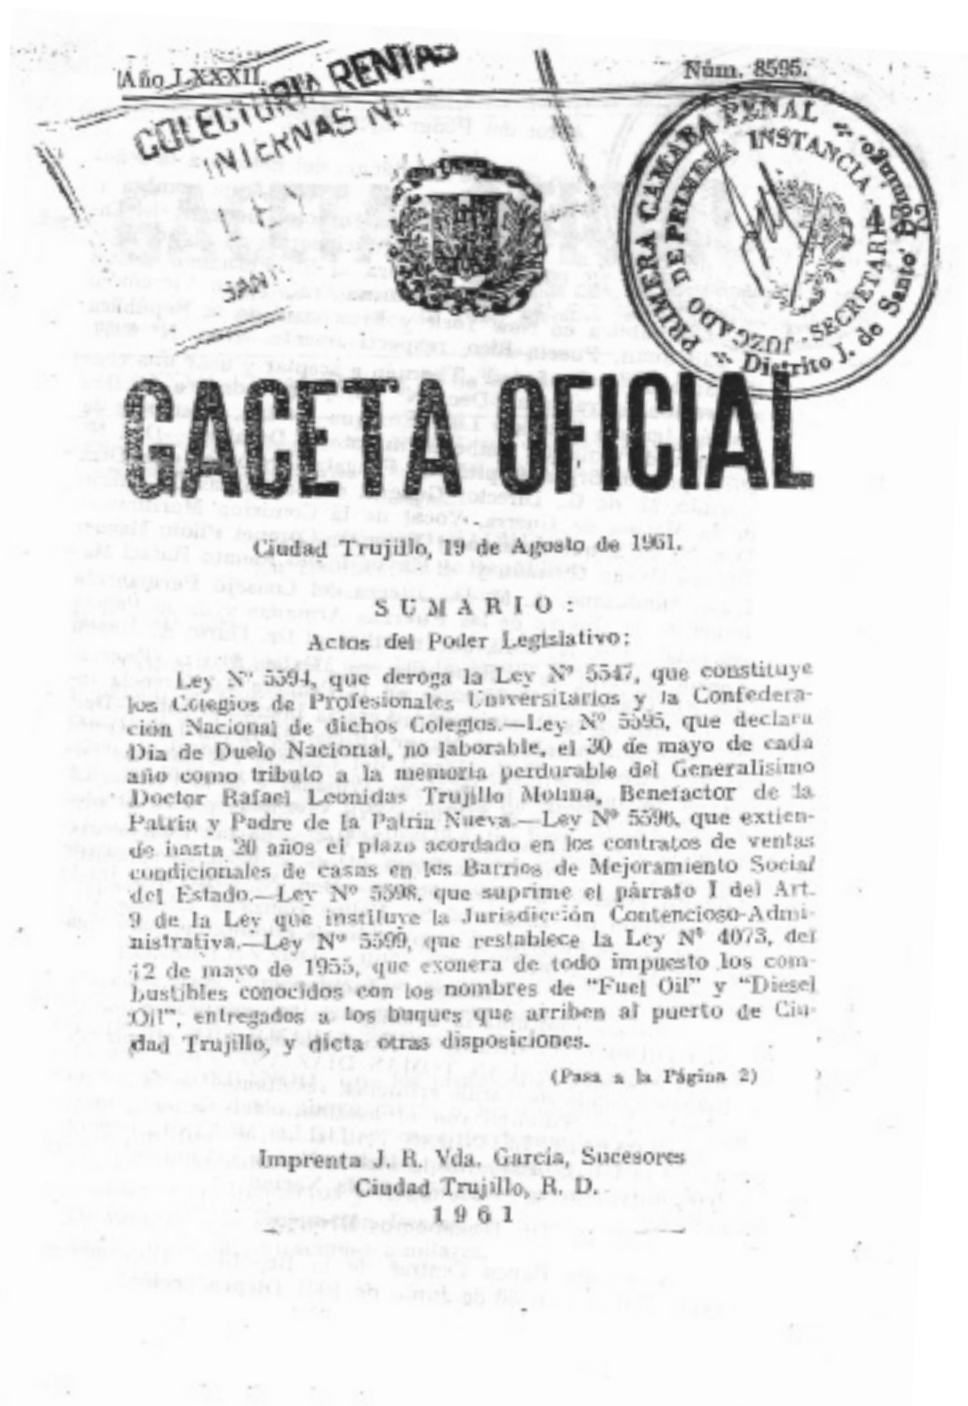 Año LXXXII.
Núm. 8595.
COLECTURIA RENTAS
INTERNAS N
SANT
PRIMERA CAMARA PENAL
JUZGADO DE PRIMERA INSTANCIA
SECRETARIA
Distrito J. de Santo Domingo.
GACETA OFICIAL
Ciudad Trujillo, 19 de Agosto de 1961.
SUMARIO:
Actos del Poder Legislativo:
Ley Nº 5594, que deroga la Ley Nº 5547, que constituye
los Colegios de Profesionales Universitarios y la Confedera-
ción Nacional de dichos Colegios.—Ley Nº 5595, que declara
Día de Duelo Nacional, no laborable, el 30 de mayo de cada
año como tributo a la memoria perdurable del Generalísimo
Doctor Rafael Leonidas Trujillo Molina, Benefactor de la
Patria y Padre de la Patria Nueva.—Ley Nº 5596, que extien-
de hasta 20 años el plazo acordado en los contratos de ventas
condicionales de casas en los Barrios de Mejoramiento Social
del Estado.—Ley Nº 5598, que suprime el párrafo I del Art.
9 de la Ley que instituye la Jurisdicción Contencioso-Admi-
nistrativa.—Ley Nº 5599, que restablece la Ley Nº 4073, del
12 de mayo de 1955, que exonera de todo impuesto los com-
bustibles conocidos con los nombres de “Fuel Oil” y “Diesel
Oil”, entregados a los buques que arriben al puerto de Ciu-
dad Trujillo, y dicta otras disposiciones.
(Pasa a la Página 2)
Imprenta J. R. Vda. García, Sucesores
Ciudad Trujillo, R. D.
1961